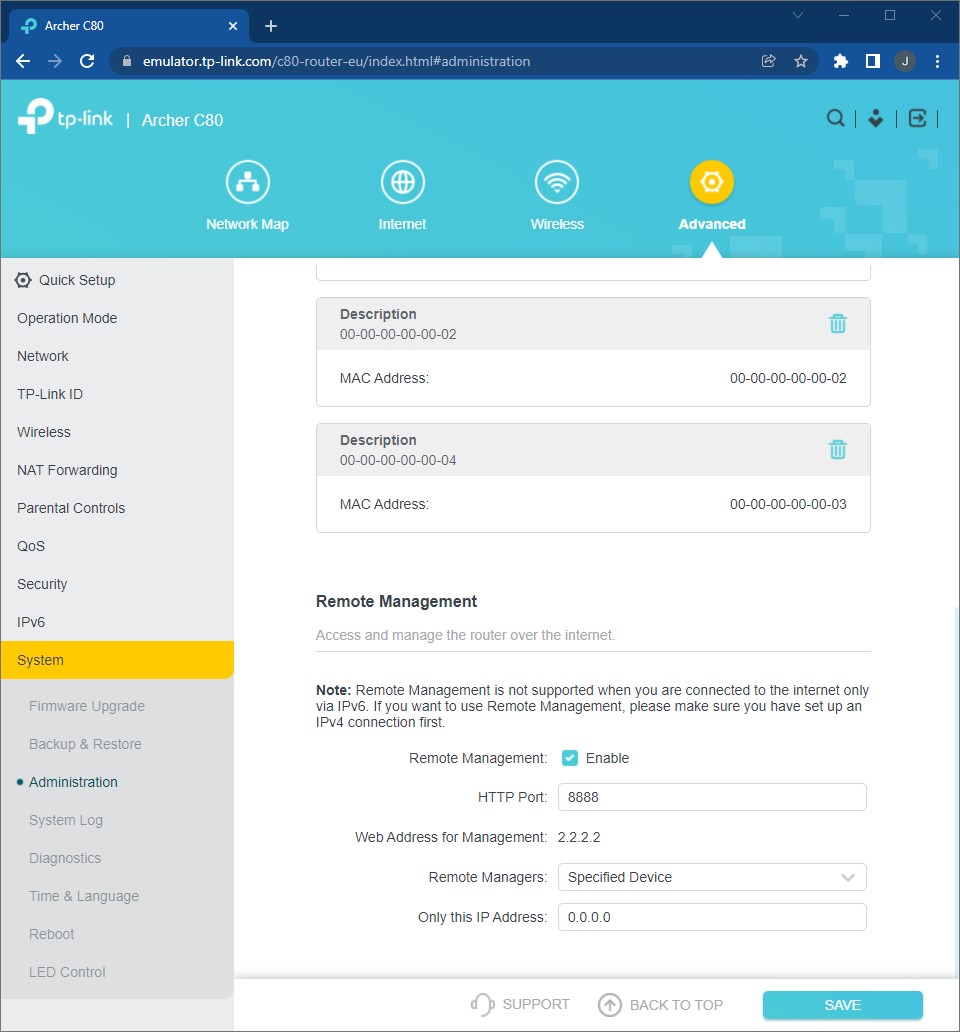 Archer C80
emulator.tp-link.com/c80-router-eu/index.html#administration
J
tp-link | Archer C80
Network Map
Internet
Wireless
Advanced
Quick Setup
Operation Mode
Network
TP-Link ID
Wireless
NAT Forwarding
Parental Controls
QoS
Security
IPv6
System
Firmware Upgrade
Backup & Restore
Administration
System Log
Diagnostics
Time & Language
Reboot
LED Control
Description
00-00-00-00-00-02
MAC Address: 00-00-00-00-00-02
Description
00-00-00-00-00-04
MAC Address: 00-00-00-00-00-03
Remote Management
Access and manage the router over the internet.
Note: Remote Management is not supported when you are connected to the internet only
via IPv6. If you want to use Remote Management, please make sure you have set up an
IPv4 connection first.
Remote Management: Enable
HTTP Port: 8888
Web Address for Management: 2.2.2.2
Remote Managers: Specified Device
Only this IP Address: 0.0.0.0
SUPPORT
BACK TO TOP
SAVE